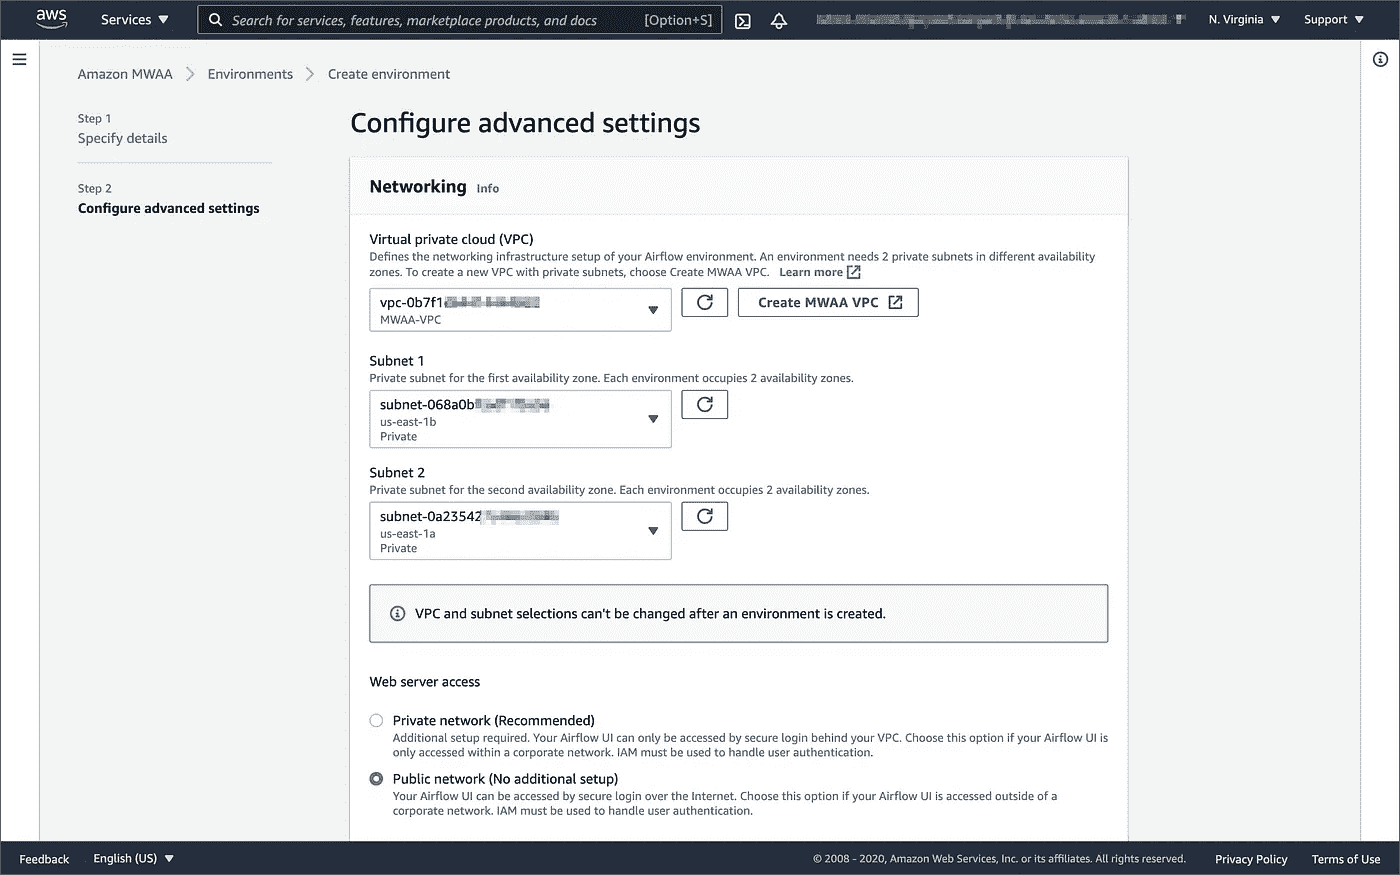 aws
Services
Search for services, features, marketplace products, and docs
[Option+S]
N. Virginia
Support
Amazon MWAA
Environments
Create environment
Step 1
Specify details
Step 2
Configure advanced settings
Configure advanced settings
Networking Info
Virtual private cloud (VPC)
Defines the networking infrastructure setup of your Airflow environment. An environment needs 2 private subnets in different availability
zones. To create a new VPC with private subnets, choose Create MWAA VPC. Learn more
vpc-0b7f1
MWAA-VPC
Create MWAA VPC
Subnet 1
Private subnet for the first availability zone. Each environment occupies 2 availability zones.
subnet-068a0b
us-east-1b
Private
Subnet 2
Private subnet for the second availability zone. Each environment occupies 2 availability zones.
subnet-0a23542
us-east-1a
Private
VPC and subnet selections can't be changed after an environment is created.
Web server access
Private network (Recommended)
Additional setup required. Your Airflow UI can only be accessed by secure login behind your VPC. Choose this option if your Airflow UI is
only accessed within a corporate network. IAM must be used to handle user authentication.
Public network (No additional setup)
Your Airflow UI can be accessed by secure login over the Internet. Choose this option if your Airflow UI is accessed outside of a
corporate network. IAM must be used to handle user authentication.
Feedback
English (US)
© 2008 - 2020, Amazon Web Services, Inc. or its affiliates. All rights reserved.
Privacy Policy
Terms of Use